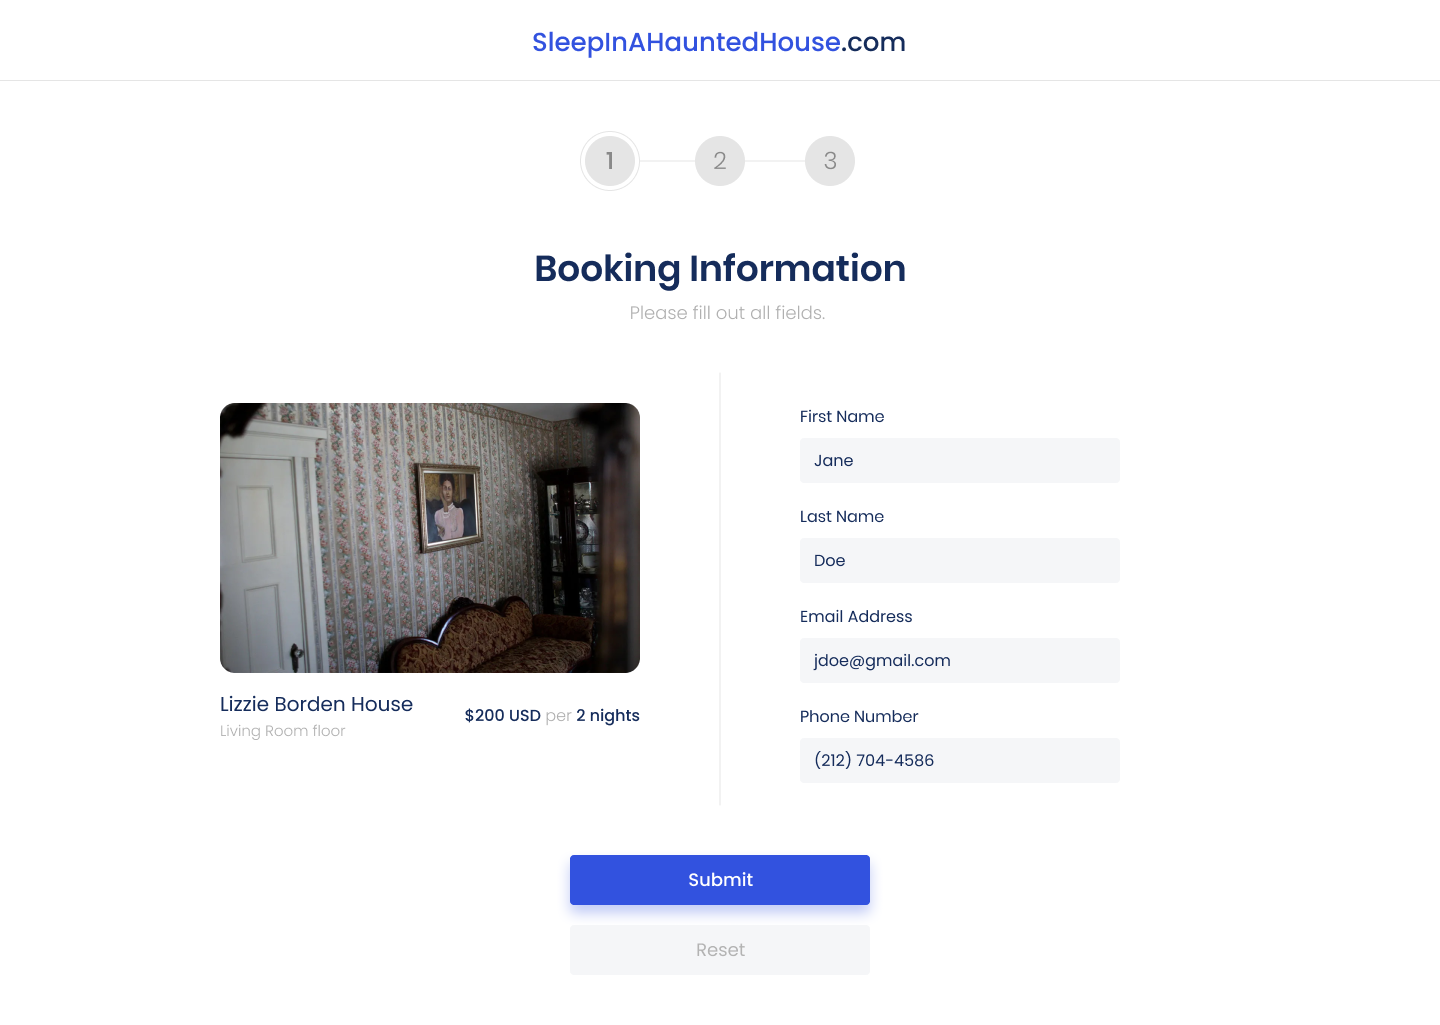 SleepInAHauntedHouse.com
1 2 3
Booking Information
Please fill out all fields.
Lizzie Borden House
Living Room floor
$200 USD per 2 nights
First Name
Jane
Last Name
Doe
Email Address
jdoe@gmail.com
Phone Number
(212) 704-4586
Submit
Reset